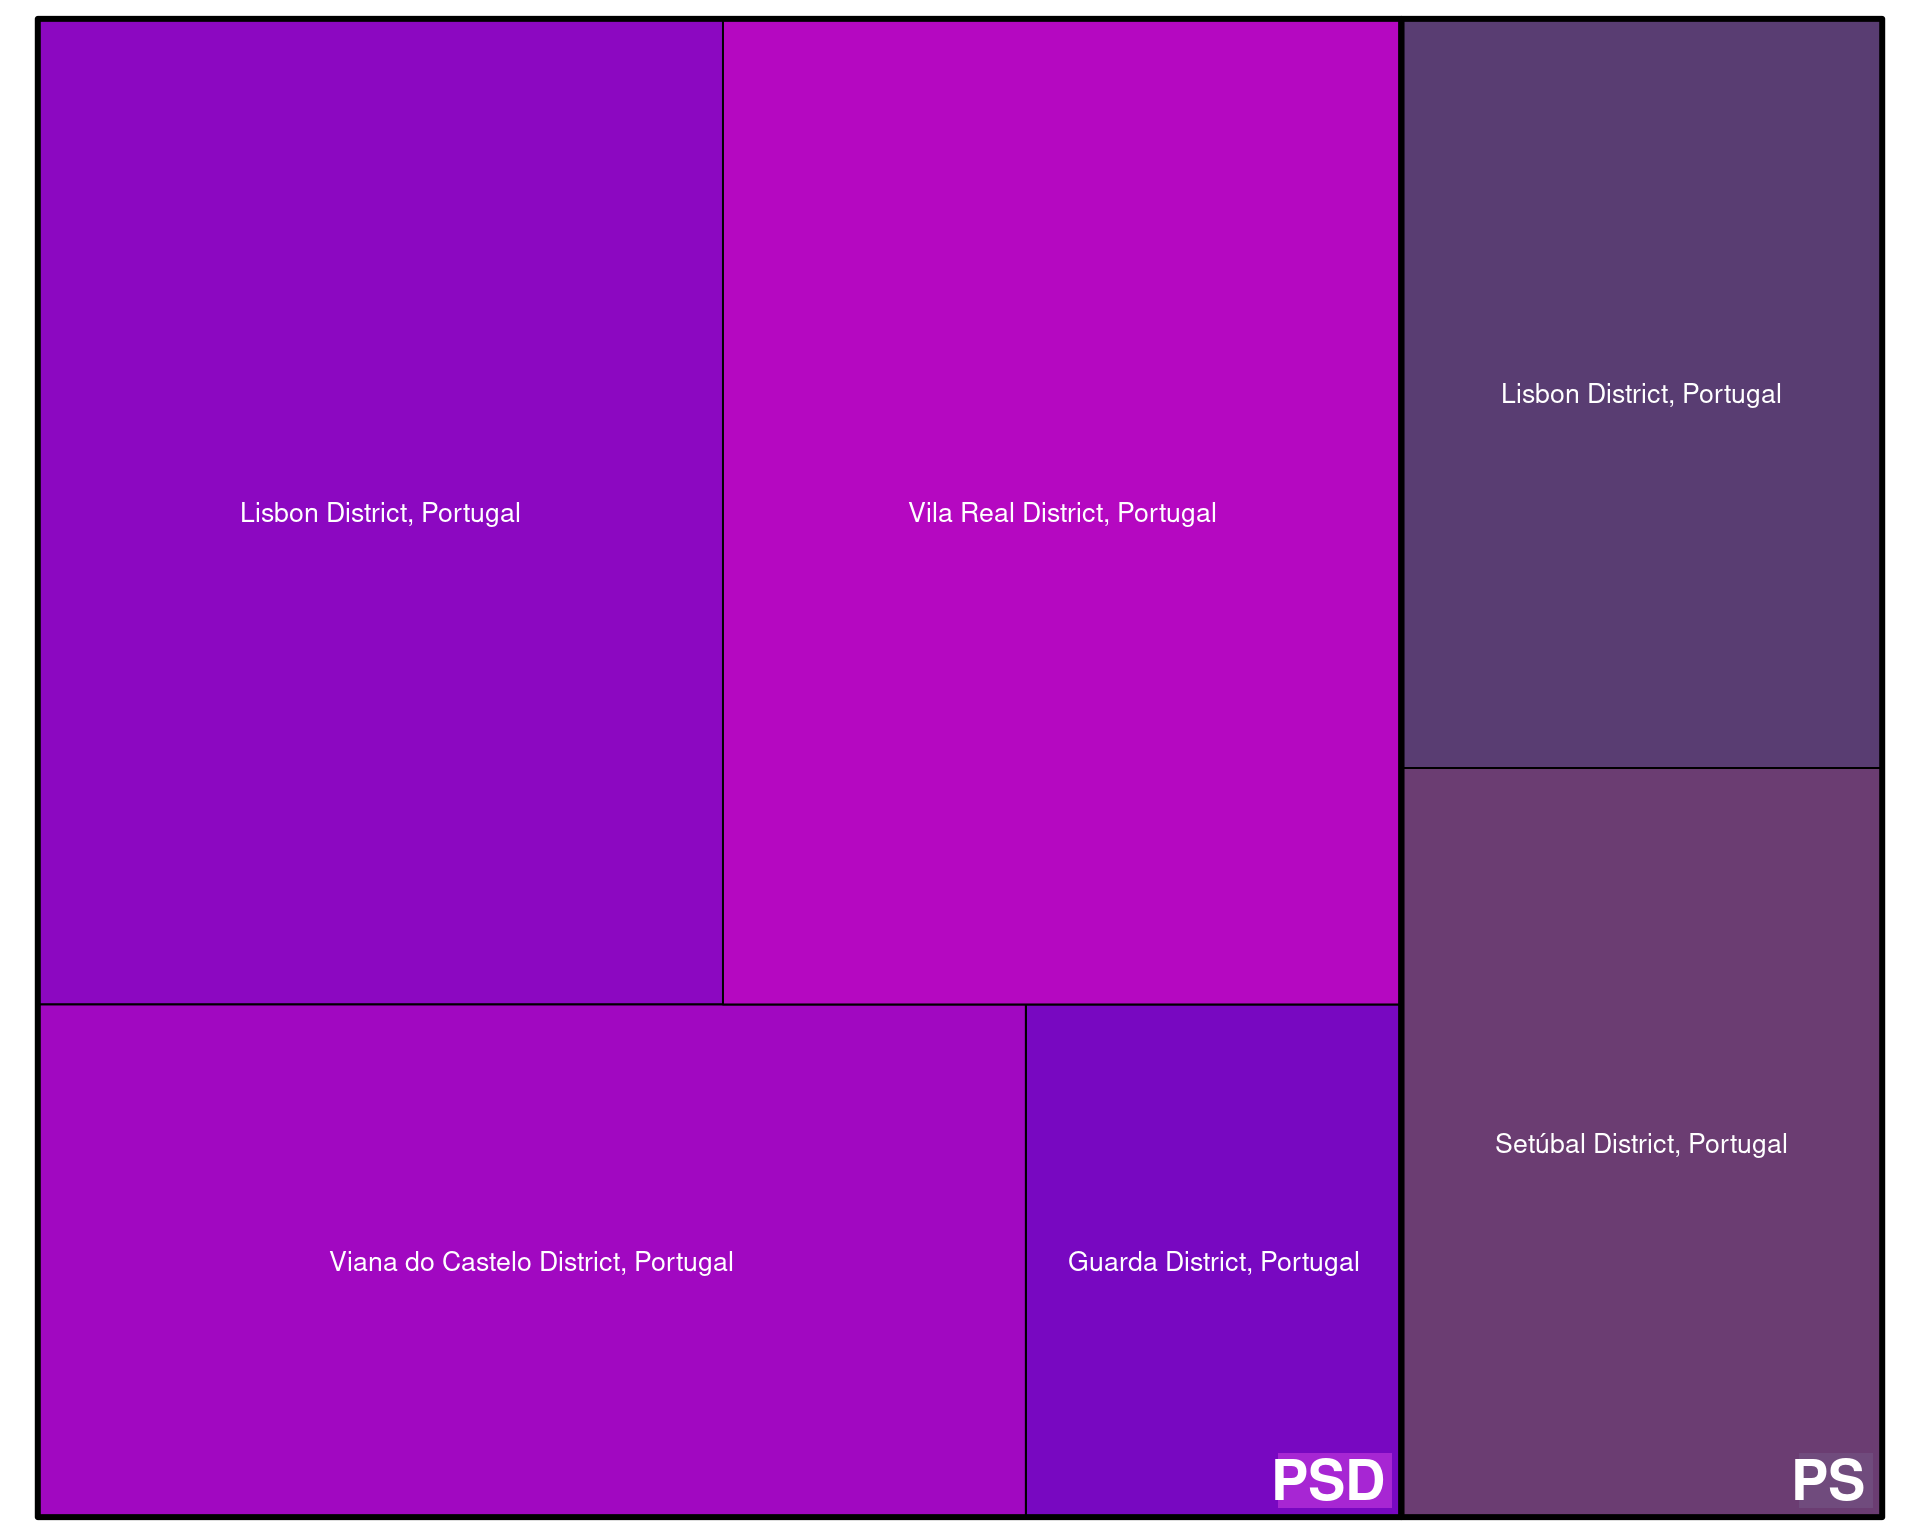 Lisbon District, Portugal
Vila Real District, Portugal
Lisbon District, Portugal
Setúbal District, Portugal
Viana do Castelo District, Portugal
Guarda District, Portugal
PSD
PS